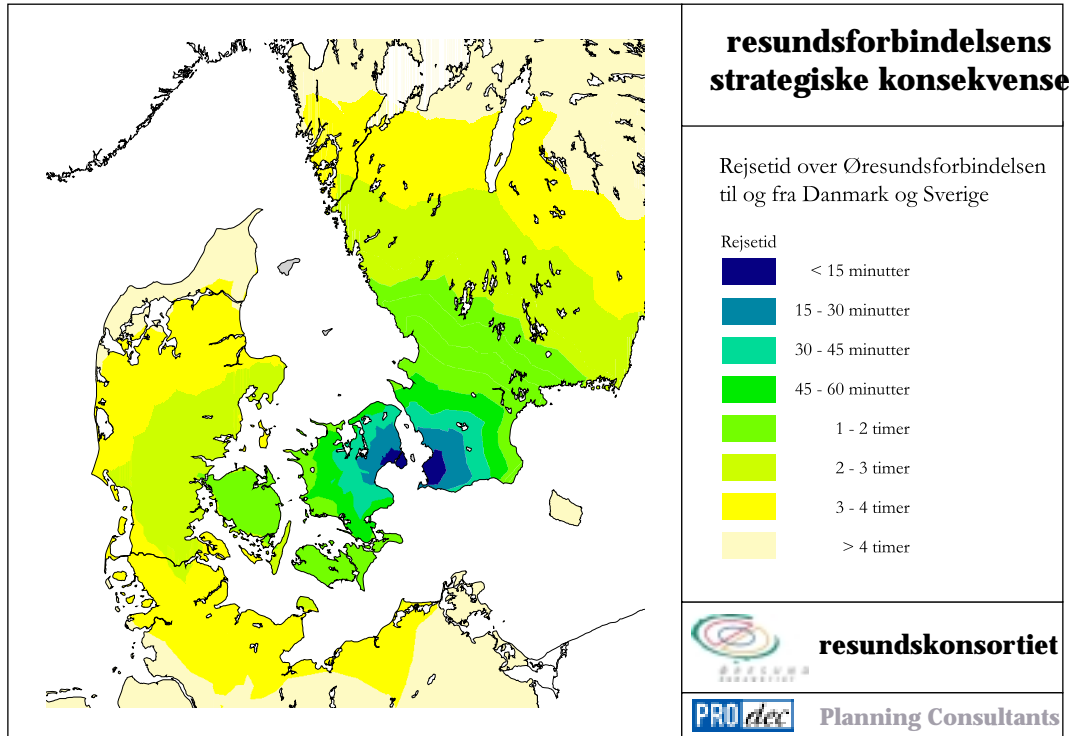 resundsforbindelsens
strategiske konsekvense
Rejsetid over Øresundsforbindelsen
til og fra Danmark og Sverige
Rejsetid
< 15 minutter
15 - 30 minutter
30 - 45 minutter
45 - 60 minutter
1 - 2 timer
2 - 3 timer
3 - 4 timer
> 4 timer
resundskonsortiet
PRO dec
Planning Consultants